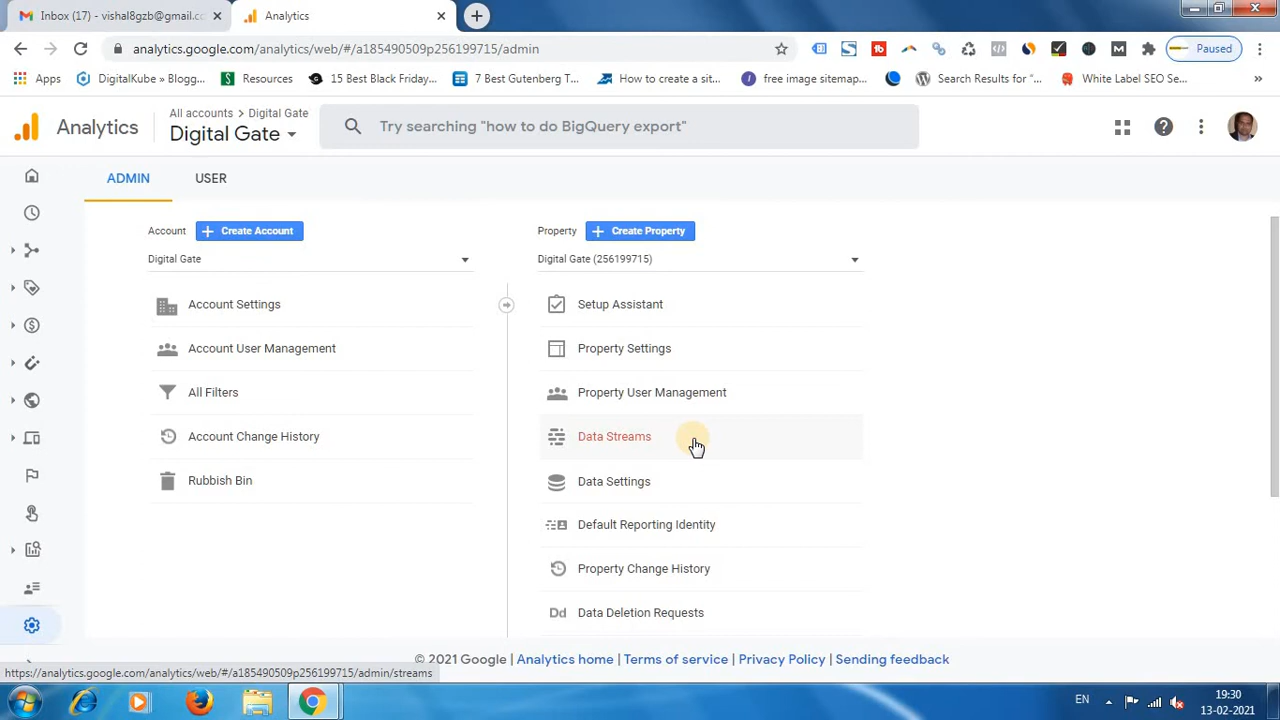 Inbox (17) - vishal8gzb@gmail.co
Analytics
analytics.google.com/analytics/web/#/a185490509p256199715/admin
Paused
Apps
DigitalKube » Blogg...
Resources
15 Best Black Friday...
7 Best Gutenberg T...
How to create a sit...
free image sitemap...
Search Results for "...
White Label SEO Se...
»
Analytics
All accounts > Digital Gate
Digital Gate
Try searching "how to do BigQuery export"
ADMIN
USER
Account
+ Create Account
Property
+ Create Property
Digital Gate
Digital Gate (256199715)
Account Settings
Setup Assistant
Account User Management
Property Settings
All Filters
Property User Management
Account Change History
Data Streams
Rubbish Bin
Data Settings
Default Reporting Identity
Property Change History
Dd Data Deletion Requests
© 2021 Google | Analytics home | Terms of service | Privacy Policy | Sending feedback
https://analytics.google.com/analytics/web/#/a185490509p256199715/admin/streams
EN
19:30
13-02-2021